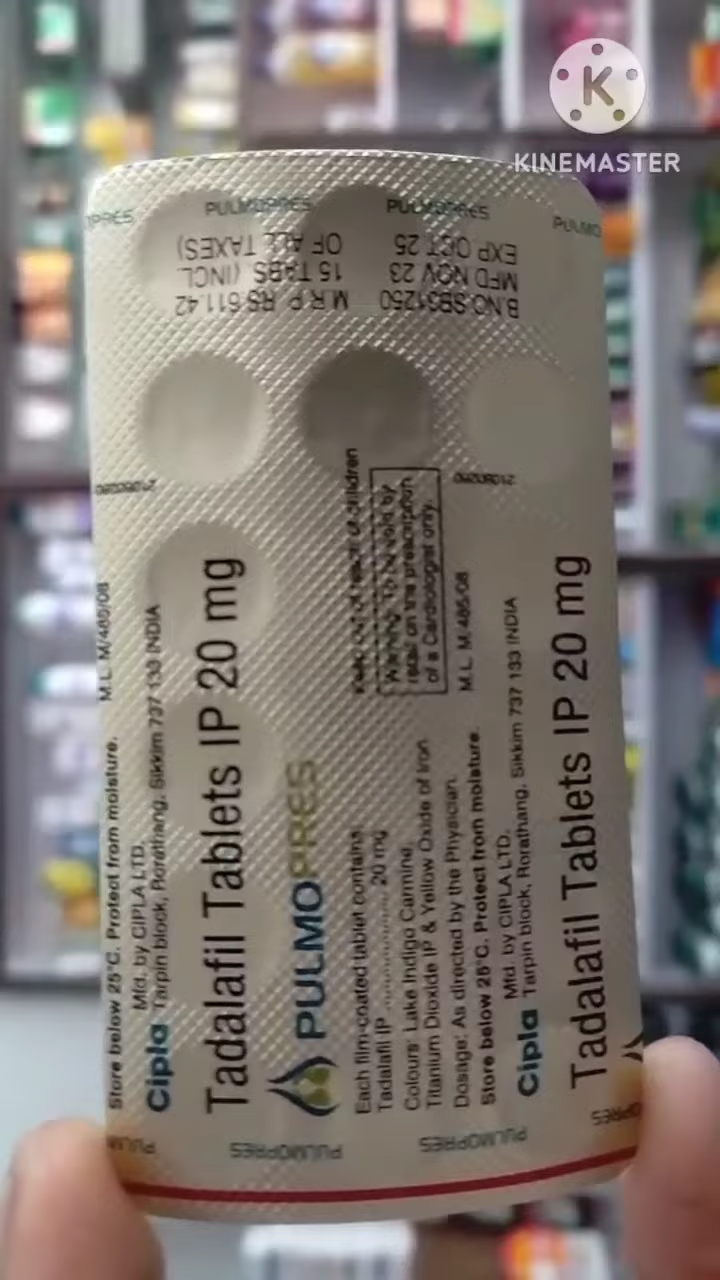 KINEMASTER
PULMOPRES PULMOPRES
B.NO.SB31250
MFD NOV 23
EXP OCT 25
M.R.P. RS 611.42
15 TABS (INCL.
OF ALL TAXES)
Store below 25°C. Protect from moisture. M.L. M/485/08
Mfd. by CIPLA LTD.
Cipla Tarpin block, Rorathang, Sikkim 737 133 INDIA
Tadalafil Tablets IP 20 mg
PULMOPRES
Keep out of reach of children
Each film-coated tablet contains:
Tadalafil IP .............. 20 mg
Colours: Lake Indigo Carmine,
Titanium Dioxide IP & Yellow Oxide of Iron
Dosage: As directed by the Physician.
Store below 25°C. Protect from moisture.
Warning: To be sold by
retail on the prescription
of a Cardiologist only.
M.L. M/485/08
Mfd. by CIPLA LTD.
Cipla Tarpin block, Rorathang, Sikkim 737 133 INDIA
Tadalafil Tablets IP 20 mg
PULMOPRES PULMOPRES